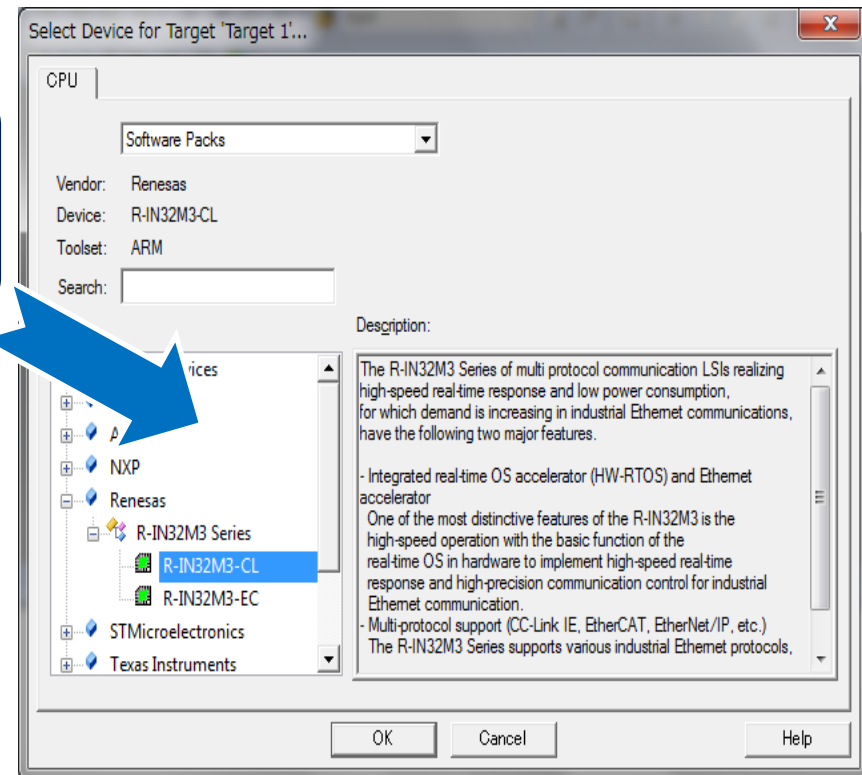 Select Device for Target 'Target 1'...
CPU
Software Packs
Vendor: Renesas
Device: R-IN32M3-CL
Toolset: ARM
Search:
Description:
NXP
Renesas
R-IN32M3 Series
R-IN32M3-CL
R-IN32M3-EC
STMicroelectronics
Texas Instruments
The R-IN32M3 Series of multi protocol communication LSIs realizing
high-speed real-time response and low power consumption,
for which demand is increasing in industrial Ethernet communications,
have the following two major features.
- Integrated real-time OS accelerator (HW-RTOS) and Ethernet
accelerator
One of the most distinctive features of the R-IN32M3 is the
high-speed operation with the basic function of the
real-time OS in hardware to implement high-speed real-time
response and high-precision communication control for industrial
Ethernet communication.
- Multi-protocol support (CC-Link IE, EtherCAT, EtherNet/IP, etc.)
The R-IN32M3 Series supports various industrial Ethernet protocols,
OK
Cancel
Help